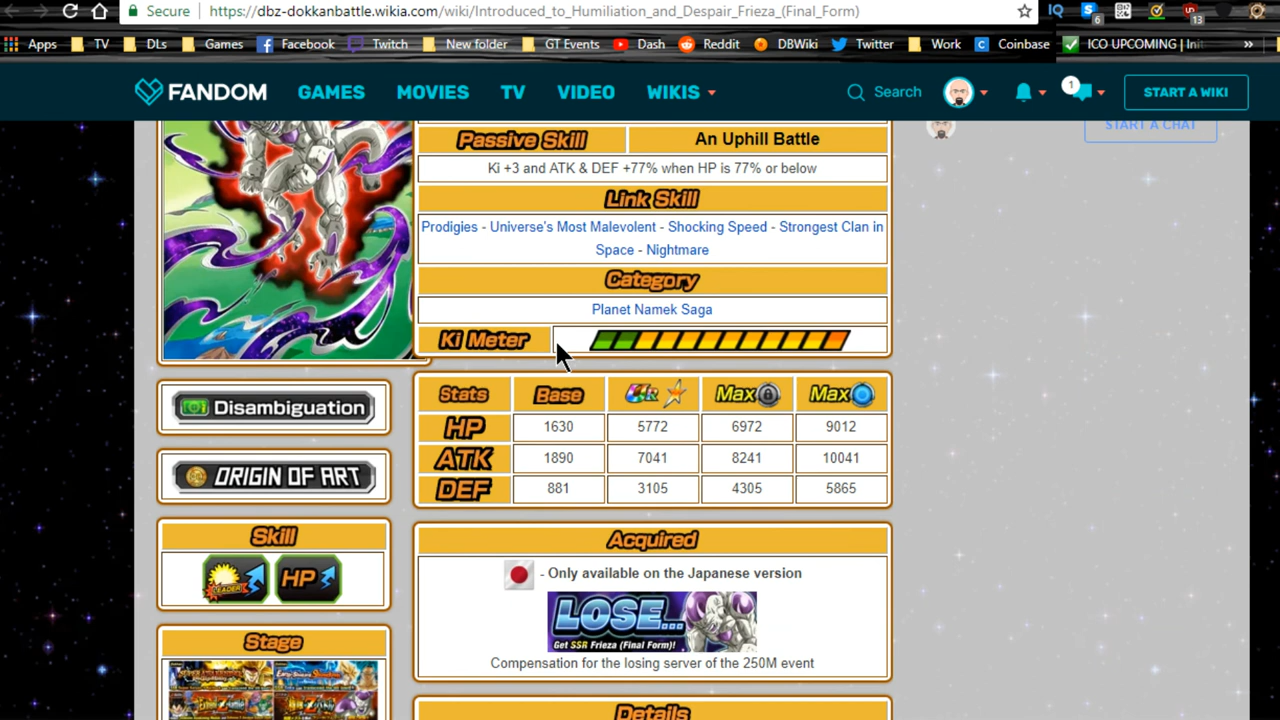 Secure
https://dbz-dokkanbattle.wikia.com/wiki/Introduced_to_Humiliation_and_Despair_Frieza_(Final_Form)
IQ
6
13
Apps TV DLs Games Facebook Twitch New folder GT Events Dash Reddit DBWiki Twitter Work Coinbase ICO UPCOMING | Ini »
FANDOM GAMES MOVIES TV VIDEO WIKIS Search 1 START A WIKI
START A CHAT
Passive Skill An Uphill Battle
Ki +3 and ATK & DEF +77% when HP is 77% or below
Link Skill
Prodigies - Universe's Most Malevolent - Shocking Speed - Strongest Clan in
Space - Nightmare
Category
Planet Namek Saga
Ki Meter
Stats Base UR Max Max
HP 1630 5772 6972 9012
ATK 1890 7041 8241 10041
DEF 881 3105 4305 5865
Disambiguation
ORIGIN OF ART
Skill
LEADER HP
Stage
Acquired
- Only available on the Japanese version
LOSE...
Get SSR Frieza (Final Form)!
Compensation for the losing server of the 250M event
Details